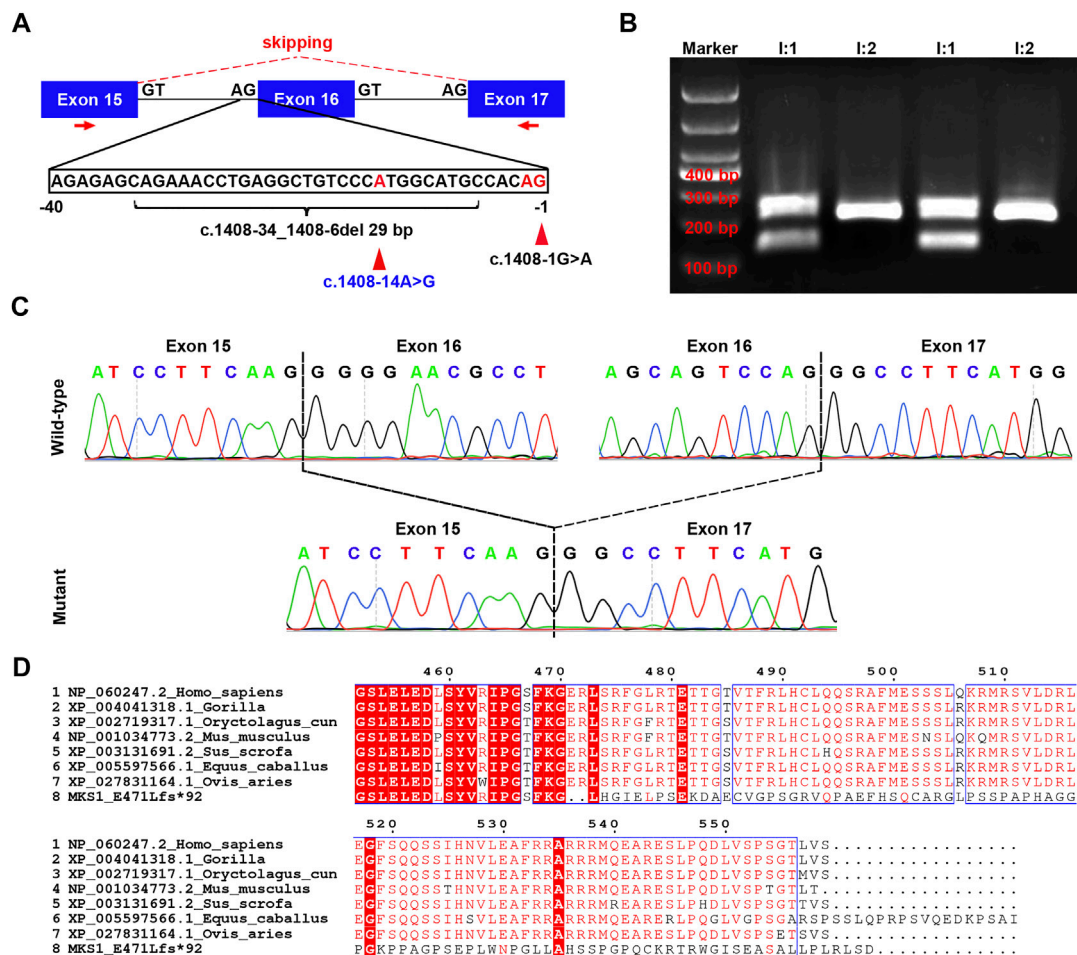 A
skipping
GT AG GT AG
Exon 15 Exon 16 Exon 17
AGAGAGCAGAAACCTGAGGCTGTCCCATGGCATGCCACAG
-40 -1
c.1408-34_1408-6del 29 bp
c.1408-1G>A
c.1408-14A>G
B
Marker I:1 I:2 I:1 I:2
400 bp
300 bp
200 bp
100 bp
C
Exon 15 Exon 16 Exon 16 Exon 17
A T C C T T C A A G G G G G A A C G C C T A G C A G T C C A G G G C C T T C A T G G
Wild-type
Exon 15 Exon 17
A T C C T T C A A G G G C C T T C A T G
Mutant
D
460 470 480 490 500 510
1 NP_060247.2_Homo_sapiens GSLELEDLSYVRIPGSFKGERLSRFGLRTETTGTVTFRLHCLQQSRAFMESSSLQKRMRSVLDRL
2 XP_004041318.1_Gorilla GSLELEDLSYVRIPGSFKGERLSRFGLRTETTGTVTFRLHCLQQSRAFMESSSLQKRMRSVLDRL
3 XP_002719317.1_Oryctolagus_cun GSLELEDLSYVRIPGTFKGERLSRFGFRTETTGTVTFRLHCLQQSRAFMESSSLRKRMRSVLDRL
4 NP_001034773.2_Mus_musculus GSLELEDPSYVRIPGTFKGERLSRFGFRTETTGTVTFRLHCLQQSRAFMESNSLQKQMRSVLDRL
5 XP_003131691.2_Sus_scrofa GSLELEDLSYVRIPGTFKGERLSRFGLRTETTGSVTFRLHCLHQSRAFMESSSLRKRMRSVLDRL
6 XP_005597566.1_Equus_caballus GSLELEDISYVRIPGTFKGERLSRFGLRTETTGSVTFRLHCLQQSRAFMESSSLRKRMRSVLDRL
7 XP_027831164.1_Ovis_aries GSLELEDLSYVWIPGTFKGERLSRFGLRTETTGSVTFRLHCLQQSRAFMESSSLRKRMRSVLDRL
8 MKS1_E471Lfs*92 GSLELEDLSYVRIPGSFKG..LHGIELPSEKDAECVGPSGRVQPAEFHSQCARGLPSSPAPHAGG
520 530 540 550
1 NP_060247.2_Homo_sapiens EGFSQQSSIHNVLEAFRRARRRMQEARESLPQDLVSPSGTLVS.............
2 XP_004041318.1_Gorilla EGFSQQSSIHNVLEAFRRARRRMQEARESLPQDLVSPSGTLVS.............
3 XP_002719317.1_Oryctolagus_cun EGFSQQSSIHNVLEAFRRARRRMQEARESLPQDLVSPSGTMVS.............
4 NP_001034773.2_Mus_musculus EGFSQQSSTHNVLEAFRRARRRMQEARESLPQDLVSPTGTLT..............
5 XP_003131691.2_Sus_scrofa EGFSQQSSIHNVLEAFRRARRRMREARESLPHDLVSPSGTSVS.............
6 XP_005597566.1_Equus_caballus EGFSQQSSIHSVLEAFRRARRRMQEARERLPQGLVGPSGARSPSSLQPRPSVQEDKPSAI
7 XP_027831164.1_Ovis_aries EGFSQQSSIHNVLEAFRRARRRMQEARESLPQDLVSPSETSVS.............
8 MKS1_E471Lfs*92 PGKPPAGPSEPLWNPGLLAHSSPGPQCKRTRWGISEASALLPLRLSD.............